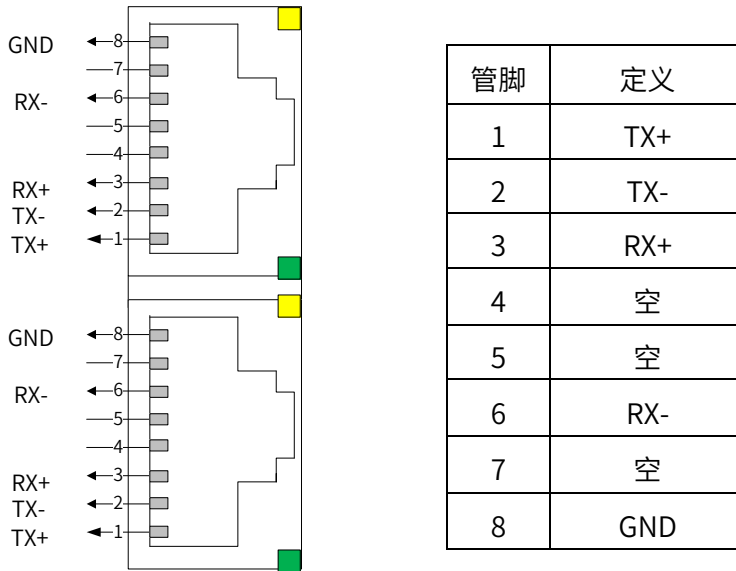 GND 8
7
RX- 6
5
4
RX+ 3
TX- 2
TX+ 1
GND 8
7
RX- 6
5
4
RX+ 3
TX- 2
TX+ 1
管脚 定义
1 TX+
2 TX-
3 RX+
4 空
5 空
6 RX-
7 空
8 GND